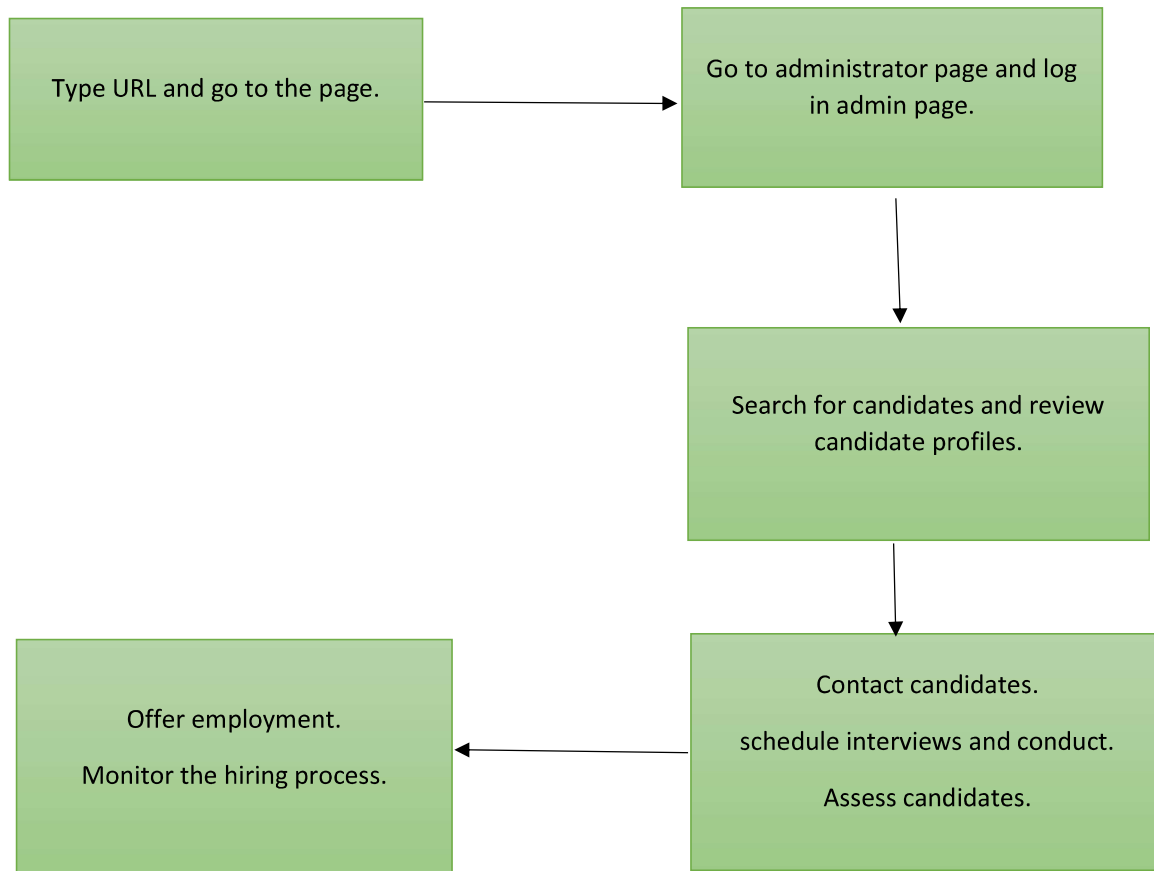 Type URL and go to the page.
Go to administrator page and log
in admin page.
Search for candidates and review
candidate profiles.
Contact candidates.
schedule interviews and conduct.
Assess candidates.
Offer employment.
Monitor the hiring process.